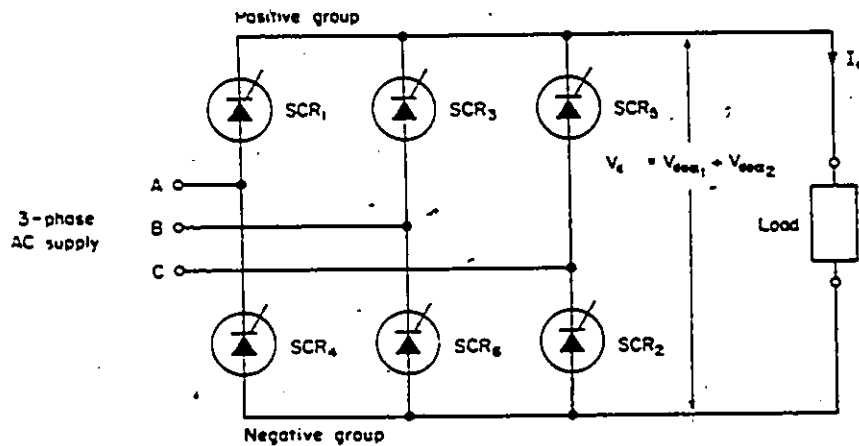 Positive group
SCR₁
SCR₃
SCR₅
A
3-phase
AC supply
B
C
Load
SCR₄
SCR₆
SCR₂
Negative group